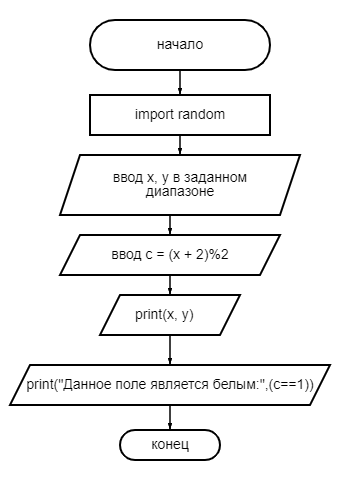 начало
import random
ввод x, y в заданном
диапазоне
ввод c = (x + 2)%2
print(x, y)
print("Данное поле является белым:",(c==1))
конец